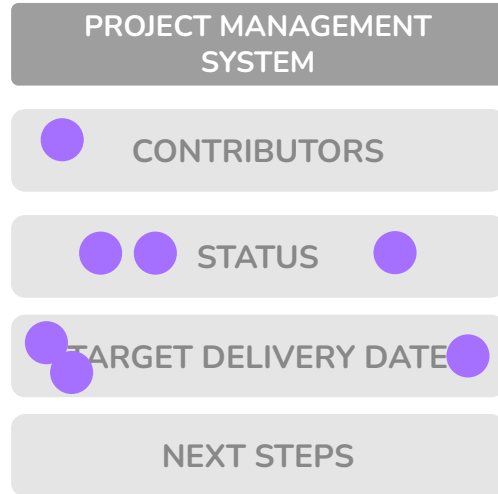 PROJECT MANAGEMENT
SYSTEM
CONTRIBUTORS
STATUS
TARGET DELIVERY DATE
NEXT STEPS